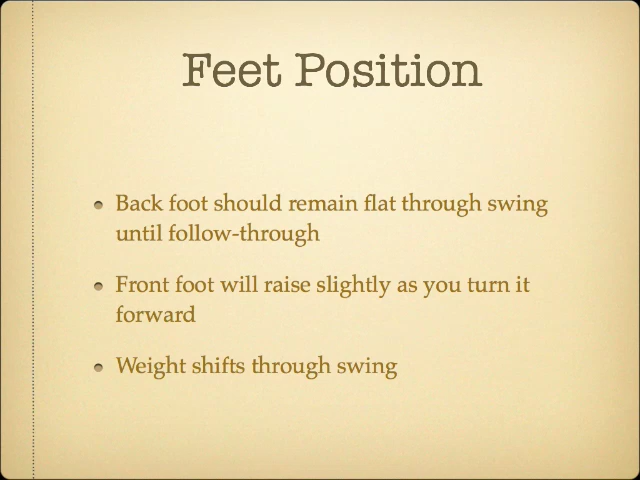 Feet Position
Back foot should remain flat through swing
until follow-through
Front foot will raise slightly as you turn it
forward
Weight shifts through swing